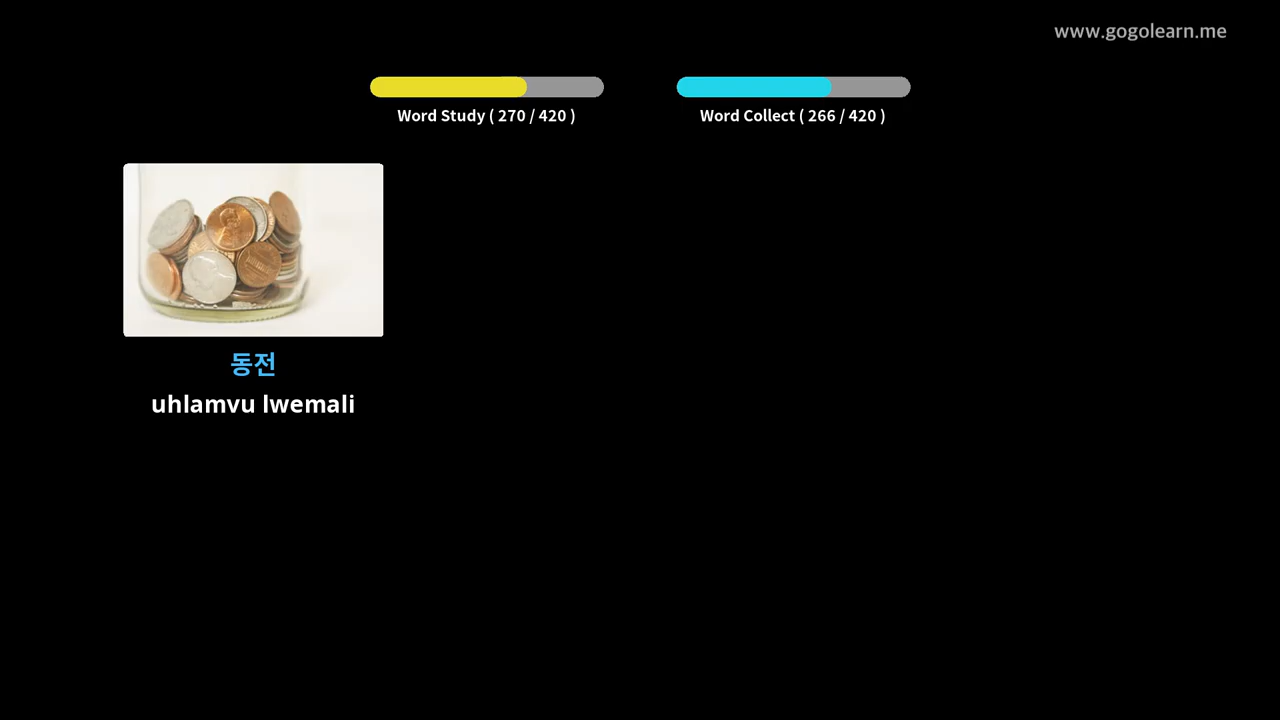 www.gogolearn.me
Word Study ( 270 / 420 )
Word Collect ( 266 / 420 )
동전
uhlamvu lwemali